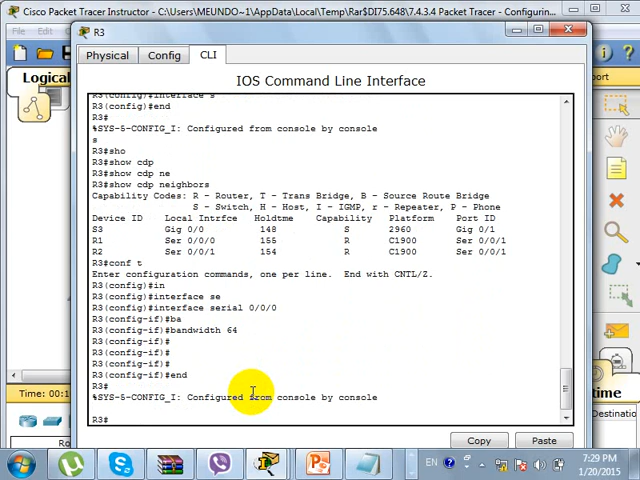 Cisco Packet Tracer Instructor - C:\Users\MEUNDO~1\AppData\Local\Temp\Rar$DI75.648\7.4.3.4 Packet Tracer - Configurin...
File
Edit
R3
Logical
Physical
Config
CLI
IOS Command Line Interface
R3(config)#interface s
R3(config)#end
R3#
%SYS-5-CONFIG_I: Configured from console by console
s
R3#sho
R3#show cdp
R3#show cdp ne
R3#show cdp neighbors
Capability Codes: R - Router, T - Trans Bridge, B - Source Route Bridge
S - Switch, H - Host, I - IGMP, r - Repeater, P - Phone
Device ID    Local Intrfce   Holdtme    Capability   Platform    Port ID
S3           Gig 0/0          148            S       2960        Gig 0/1
R1           Ser 0/0/0        155            R       C1900       Ser 0/0/1
R2           Ser 0/0/1        154            R       C1900       Ser 0/0/1
R3#conf t
Enter configuration commands, one per line.  End with CNTL/Z.
R3(config)#in
R3(config)#interface se
R3(config)#interface serial 0/0/0
R3(config-if)#ba
R3(config-if)#bandwidth 64
R3(config-if)#
R3(config-if)#
R3(config-if)#
R3(config-if)#end
R3#
%SYS-5-CONFIG_I: Configured from console by console
R3#
Copy
Paste
Time: 00:1
EN
7:29 PM
1/20/2015